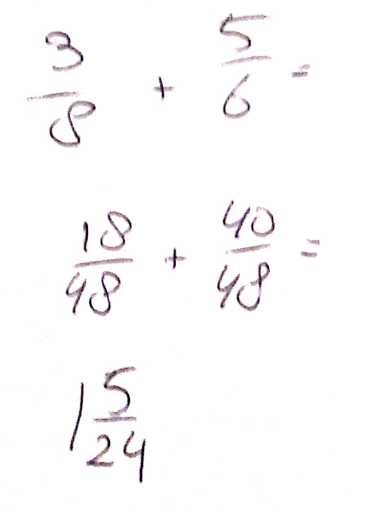 3/8 + 5/6 =
18/48 + 40/48 =
1 5/24